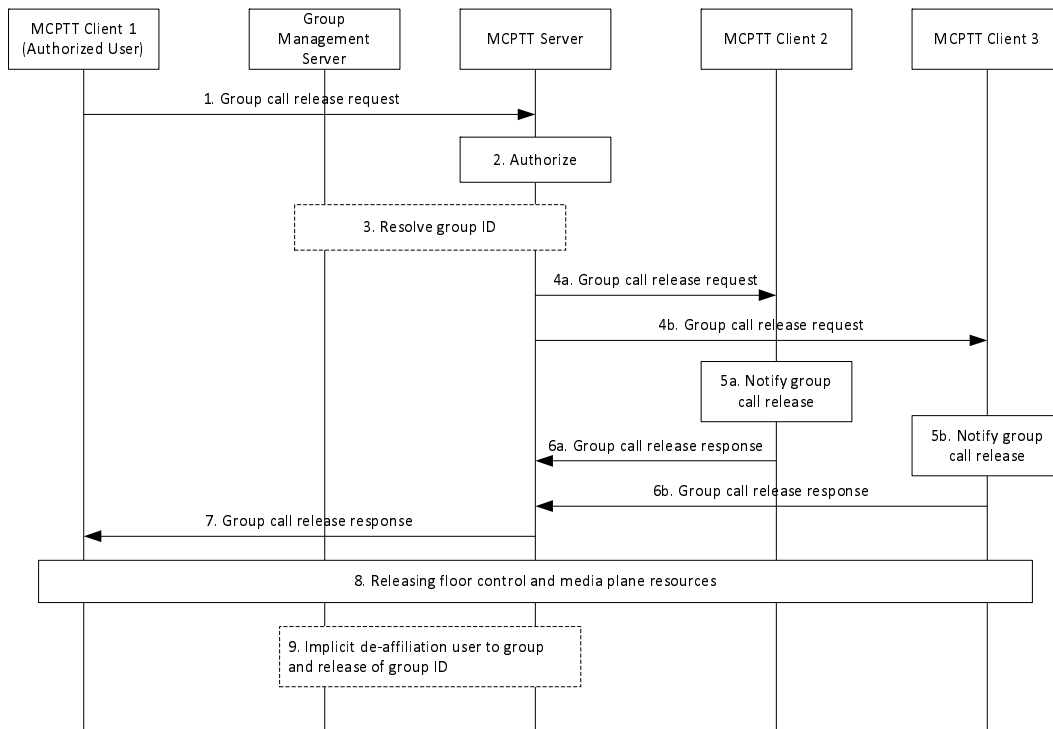 MCPTT Client 1
(Authorized User)
Group
Management
Server
MCPTT Server
MCPTT Client 2
MCPTT Client 3
1. Group call release request
2. Authorize
3. Resolve group ID
4a. Group call release request
4b. Group call release request
5a. Notify group
call release
5b. Notify group
call release
6a. Group call release response
6b. Group call release response
7. Group call release response
8. Releasing floor control and media plane resources
9. Implicit de-affiliation user to group
and release of group ID